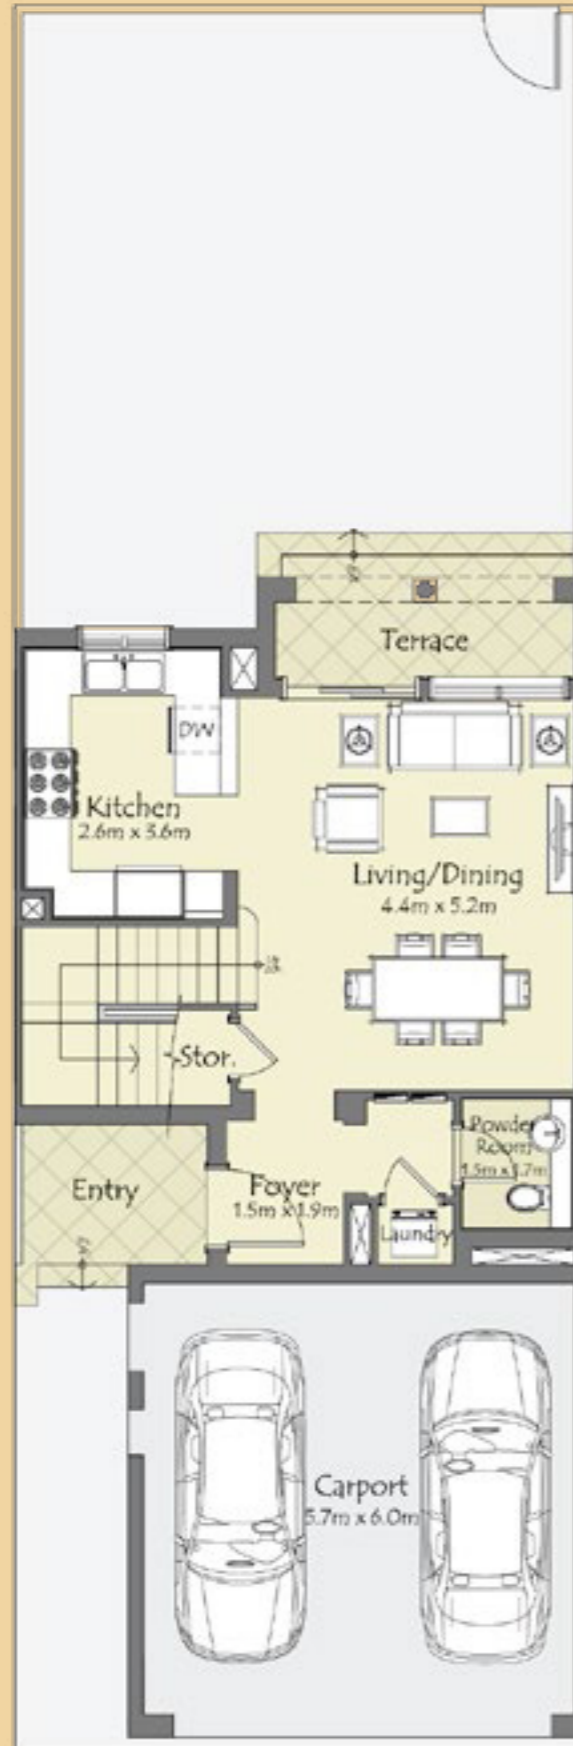 Terrace
DW
Kitchen
2.6m x 3.6m
Living/Dining
4.4m x 5.2m
Stor.
Powder
Room
1.5m x 1.7m
Entry
Foyer
1.5m x 1.9m
Laundry
Carport
5.7m x 6.0m